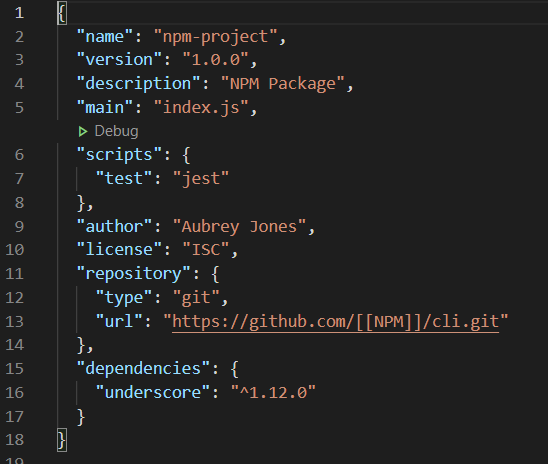 1 {
2 "name": "npm-project",
3 "version": "1.0.0",
4 "description": "NPM Package",
5 "main": "index.js",
Debug
6 "scripts": {
7 "test": "jest"
8 },
9 "author": "Aubrey Jones",
10 "license": "ISC",
11 "repository": {
12 "type": "git",
13 "url": "https://github.com/[[NPM]]/cli.git"
14 },
15 "dependencies": {
16 "underscore": "^1.12.0"
17 }
18 }
19